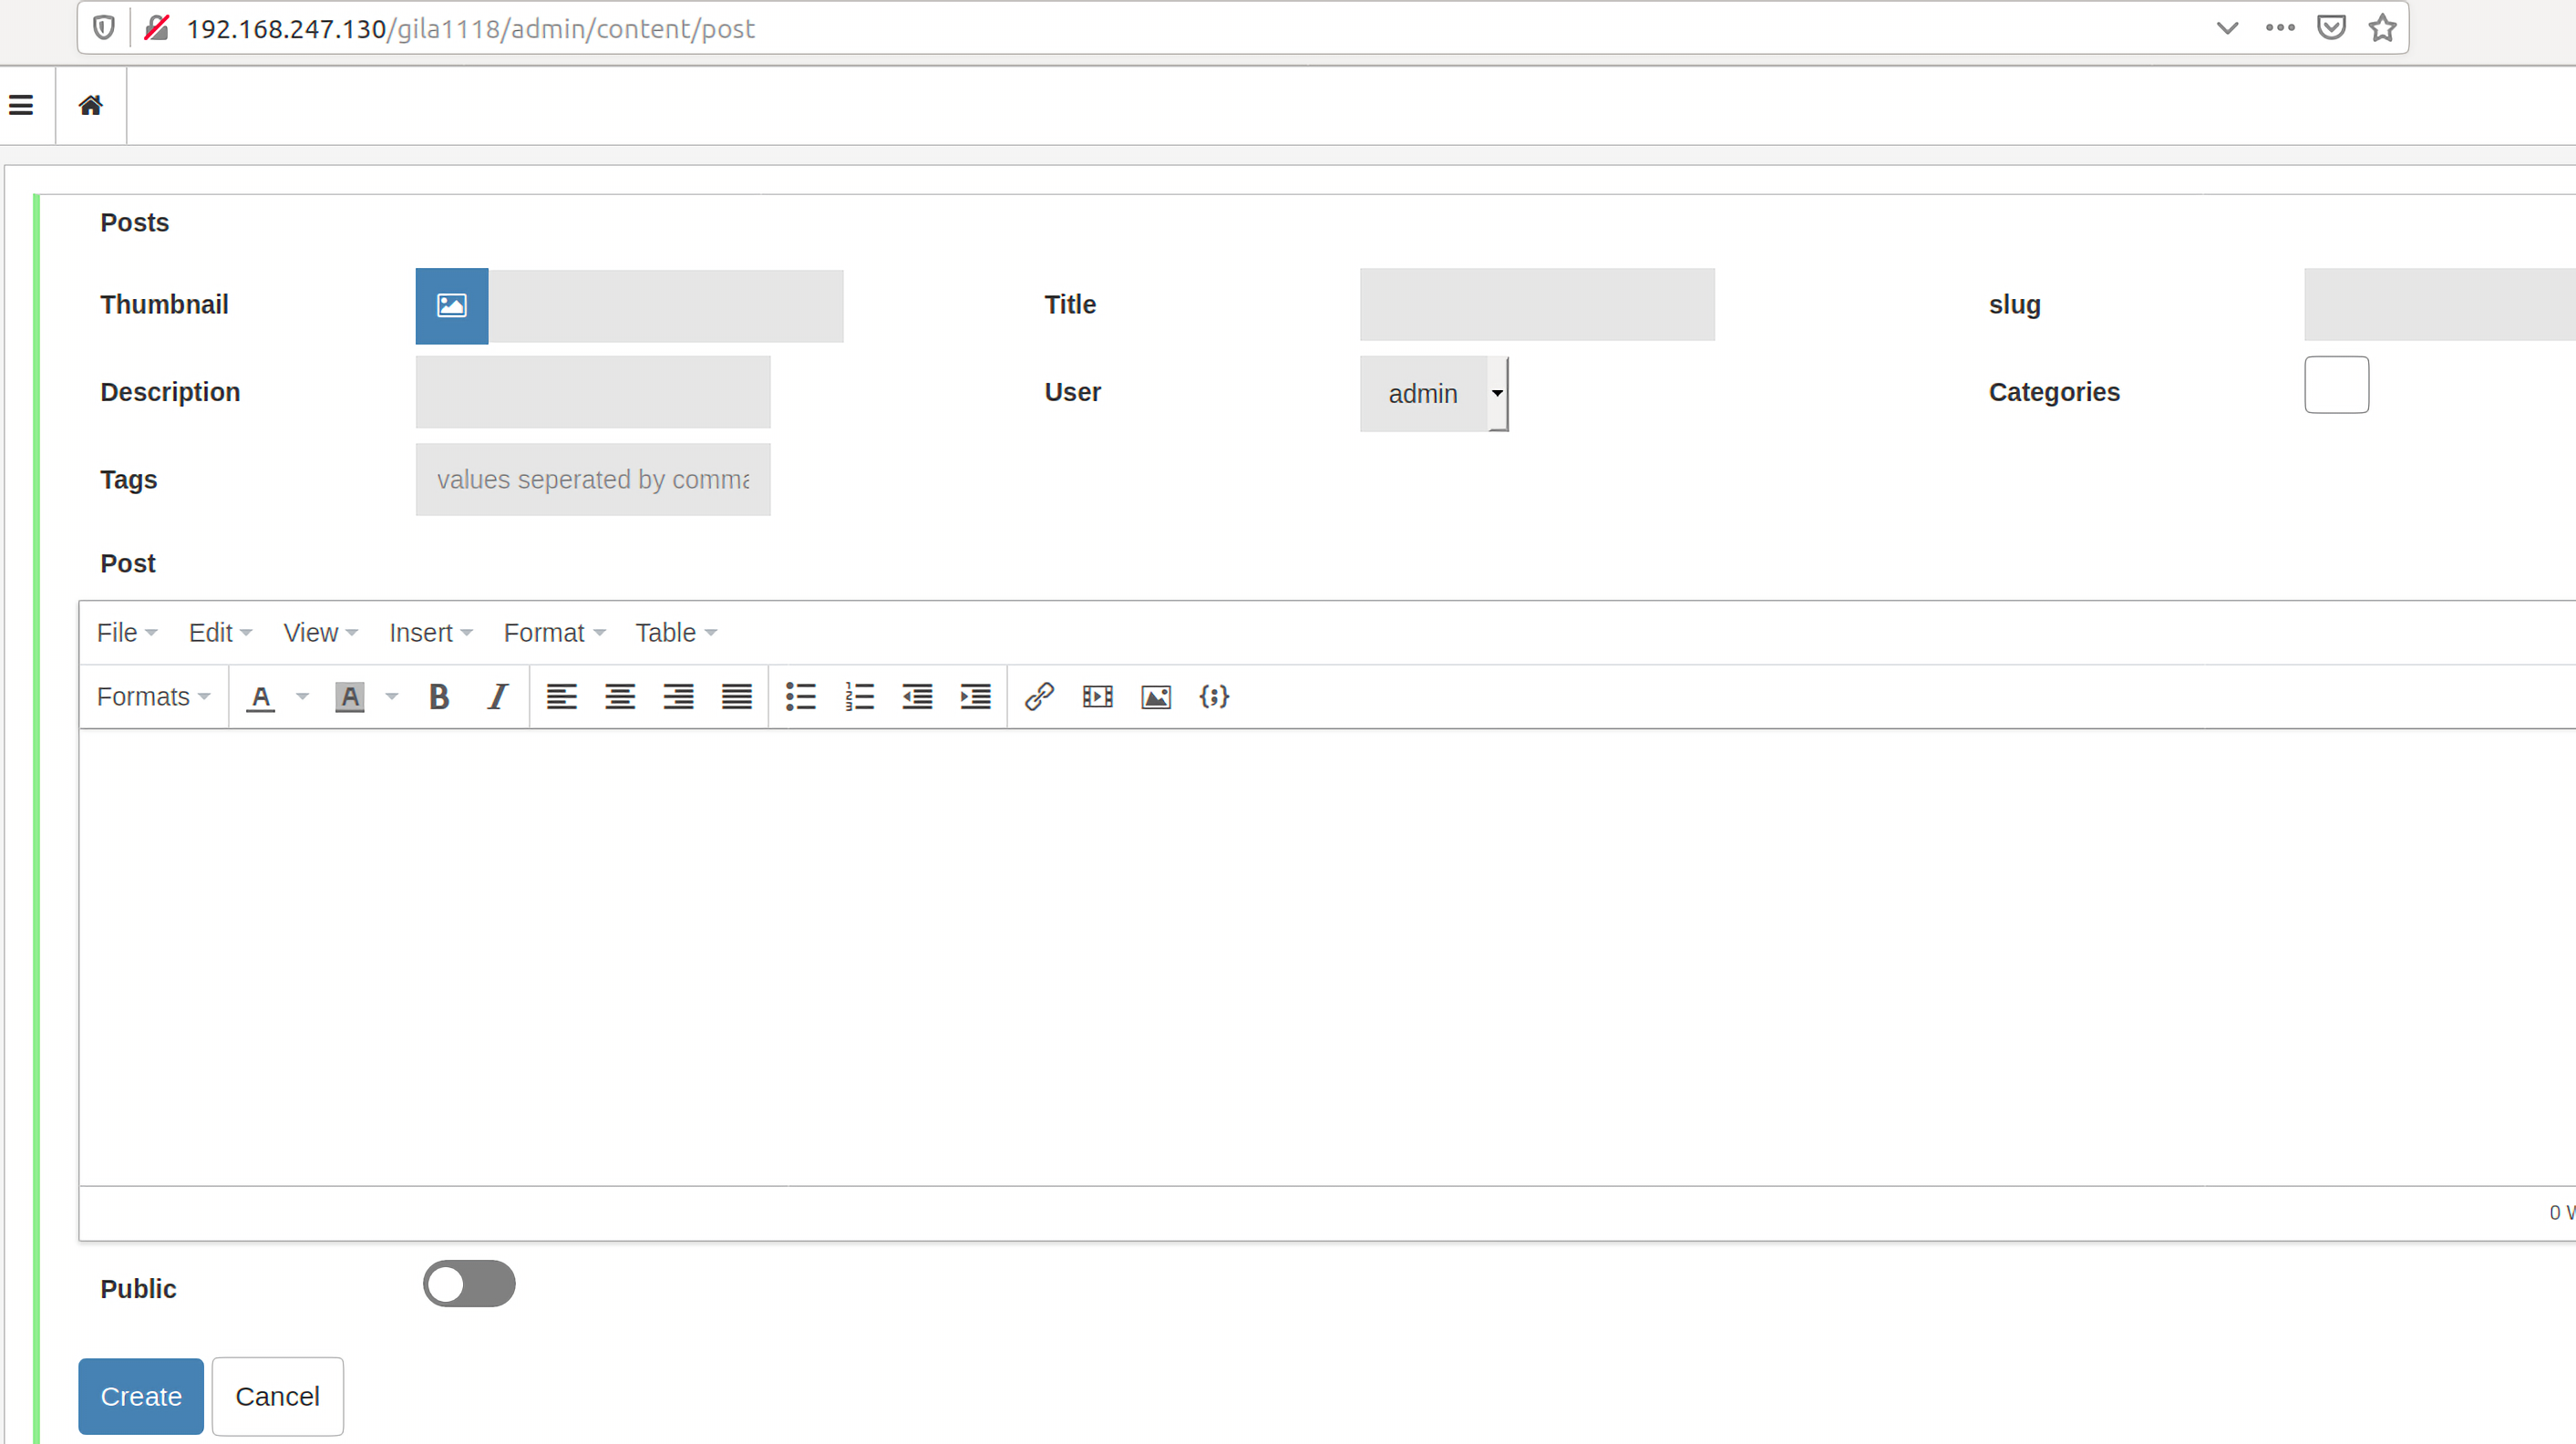 192.168.247.130/gila1118/admin/content/post
Posts
Thumbnail Title slug
Description User admin Categories
Tags values seperated by comma
Post
File Edit View Insert Format Table
Formats A A B I
0 W
Public
Create Cancel